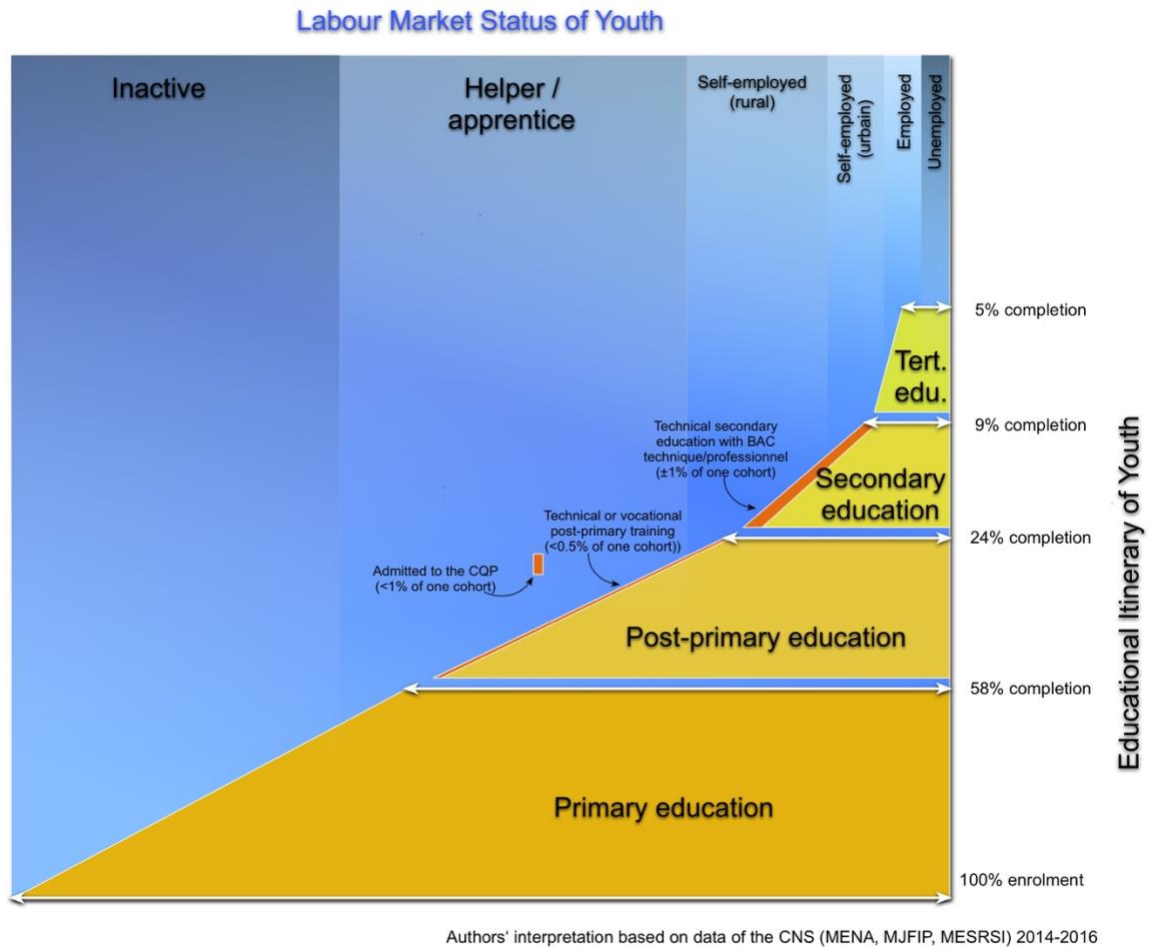 Labour Market Status of Youth
Inactive
Helper /
apprentice
Self-employed
(rural)
Self-employed
(urbain)
Employed
Unemployed
5% completion
Tert.
edu.
9% completion
Technical secondary
education with BAC
technique/professionnel
(±1% of one cohort)
Secondary
education
24% completion
Technical or vocational
post-primary training
(<0.5% of one cohort))
Admitted to the CQP
(<1% of one cohort)
Post-primary education
58% completion
Primary education
100% enrolment
Educational Itinerary of Youth
Authors' interpretation based on data of the CNS (MENA, MJFIP, MESRSI) 2014-2016